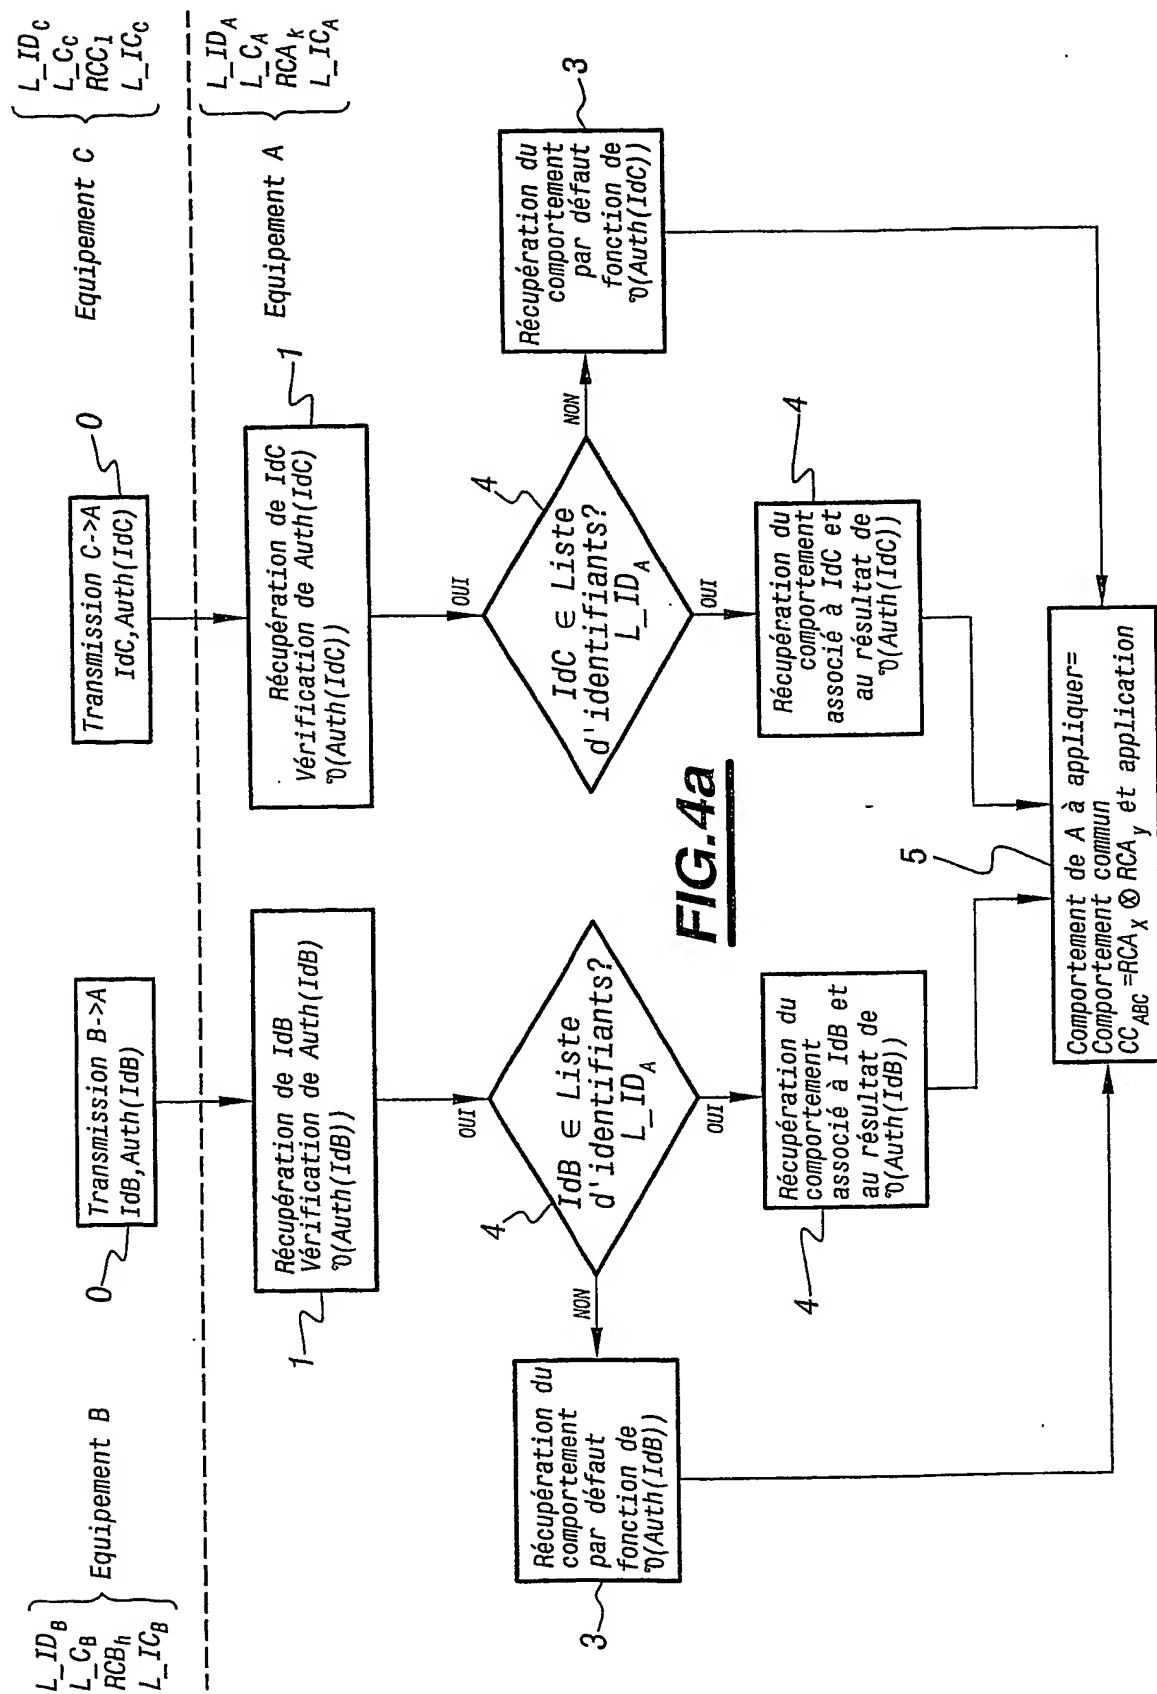 L_ID_B
L_C_B
RCB_h
L_IC_B
Equipement B
Equipement C
L_ID_C
L_C_C
RCC_l
L_IC_C
0
Transmission B->A
IdB,Auth(IdB)
Transmission C->A
IdC,Auth(IdC)
0
Equipement A
L_ID_A
L_C_A
RCA_k
L_IC_A
1
Récupération de IdB
Vérification de Auth(IdB)
V(Auth(IdB))
Récupération de IdC
Vérification de Auth(IdC)
V(Auth(IdC))
1
OUI
OUI
4
IdB ∈ Liste
d'identifiants?
L_ID_A
4
IdC ∈ Liste
d'identifiants?
L_ID_A
NON
NON
OUI
OUI
3
Récupération du
comportement
par défaut
fonction de
V(Auth(IdB))
Récupération du
comportement
par défaut
fonction de
V(Auth(IdC))
3
4
Récupération du
comportement
associé à IdB et
au résultat de
V(Auth(IdB))
Récupération du
comportement
associé à IdC et
au résultat de
V(Auth(IdC))
4
FIG.4a
5
Comportement de A à appliquer=
Comportement commun
CC_ABC =RCA_x ⊗ RCA_y et application